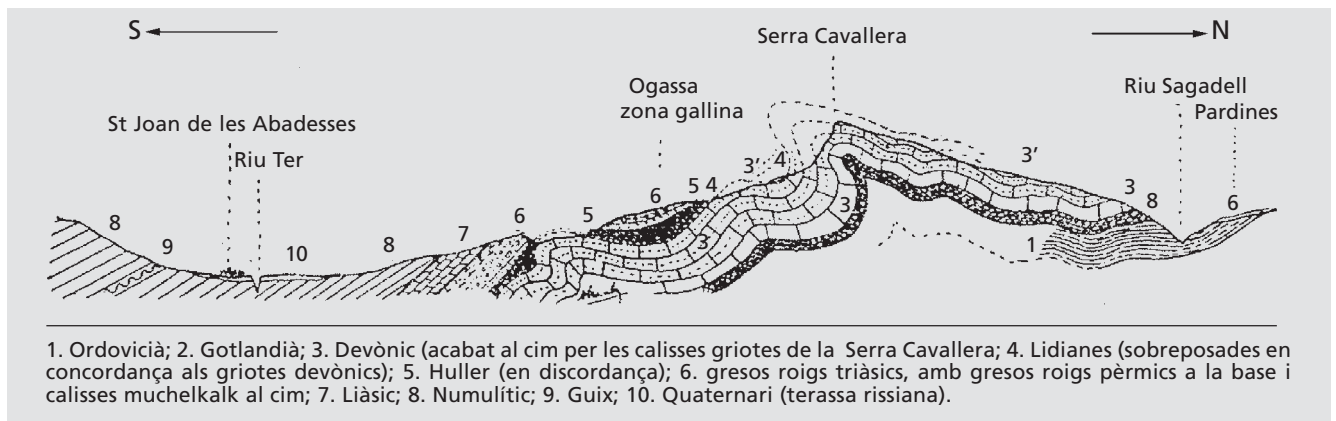 S N
Serra Cavallera
Ogassa
zona gallina
Riu Sagadell
Pardines
St Joan de les Abadesses
Riu Ter
8 9 10 8 7 6 5 6 5 4 3' 4 3 3 3' 1 3 8 6
1. Ordovicià; 2. Gotlandià; 3. Devònic (acabat al cim per les calisses griotes de la Serra Cavallera; 4. Lidianes (sobreposades en
concordança als griotes devònics); 5. Huller (en discordança); 6. gresos roigs triàsics, amb gresos roigs pèrmics a la base i
calisses muchelkalk al cim; 7. Liàsic; 8. Numulític; 9. Guix; 10. Quaternari (terassa rissiana).